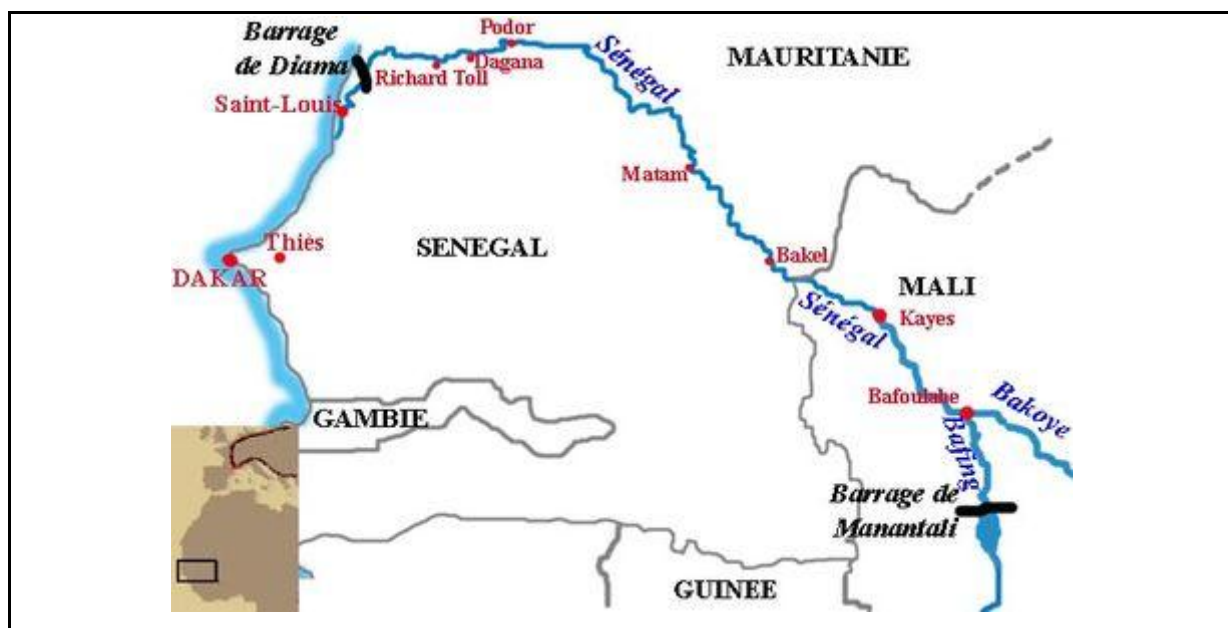 Podor
Barrage
de Diama
Sénégal
MAURITANIE
Dagana
Richard Toll
Saint-Louis
Matam
Thiès
SENEGAL
Bakel
DAKAR
MALI
Sénégal
Kayes
Bafoulabe
Bakoye
GAMBIE
Bafing
Barrage de
Manantali
GUINEE